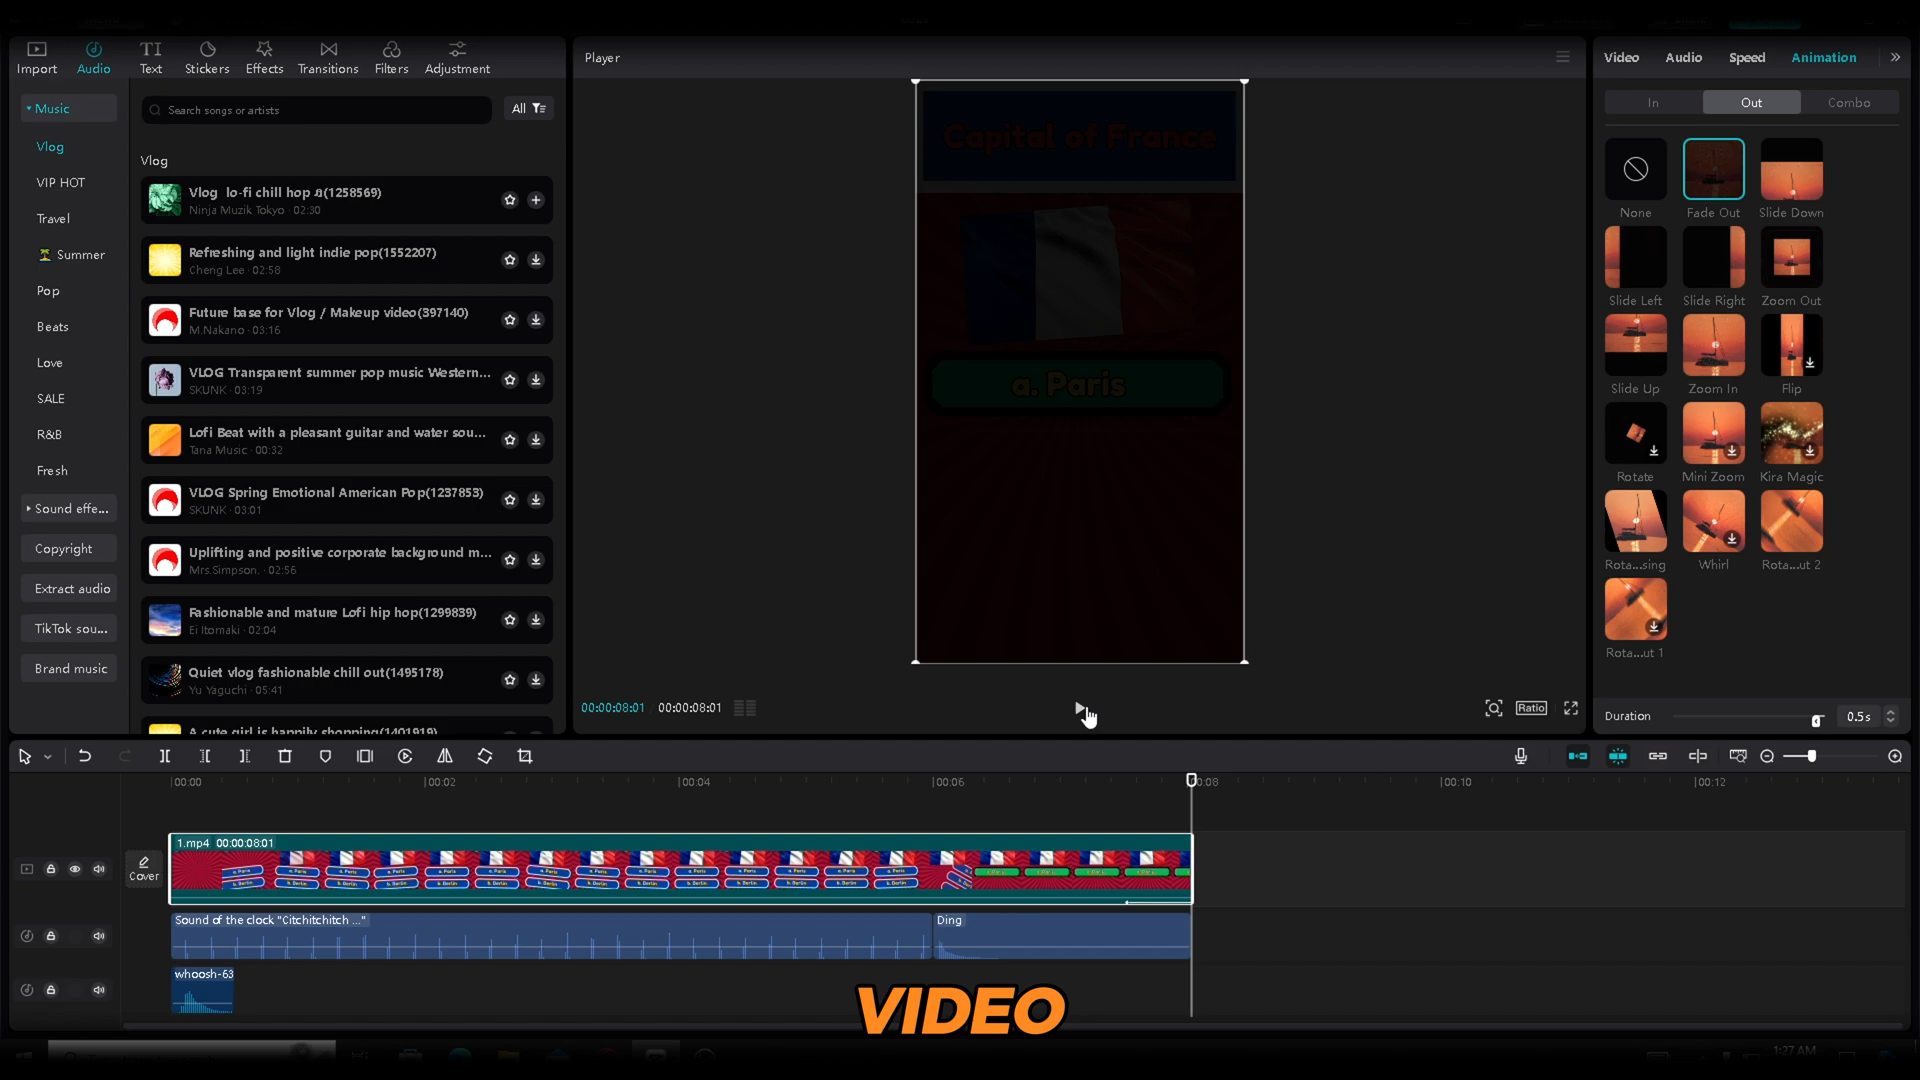 Import
Audio
Text
Stickers
Effects
Transitions
Filters
Adjustment
Music
Vlog
VIP HOT
Travel
Summer
Pop
Beats
Love
SALE
R&B
Fresh
Sound effe...
Copyright
Extract audio
TikTok sou...
Brand music
Search songs or artists
All
Vlog
Vlog lo-fi chill hop ♫(1258569)
Ninja Muzik Tokyo · 02:30
Refreshing and light indie pop(1552207)
Cheng Lee · 02:58
Future base for Vlog / Makeup video(397140)
M.Nakano · 03:16
VLOG Transparent summer pop music Western...
SKUNK · 03:19
Lofi Beat with a pleasant guitar and water sou...
Tana Music · 00:32
VLOG Spring Emotional American Pop(1237853)
SKUNK · 03:01
Uplifting and positive corporate background m...
Mrs.Simpson. · 02:56
Fashionable and mature Lofi hip hop(1299839)
Ei Itomaki · 02:04
Quiet vlog fashionable chill out(1495178)
Yu Yaguchi · 05:41
A cute girl is happily shopping(1401919)
Player
Capital of France
a. Paris
00:00:08:01 / 00:00:08:01
Ratio
Video
Audio
Speed
Animation
In
Out
Combo
None
Fade Out
Slide Down
Slide Left
Slide Right
Zoom Out
Slide Up
Zoom In
Flip
Rotate
Mini Zoom
Kira Magic
Rota...sing
Whirl
Rota...ut 2
Rota...ut 1
Duration
0.5s
00:00
00:02
00:04
00:06
00:08
00:10
00:12
Cover
1.mp4 00:00:08:01
a. Paris
b. Berlin
Sound of the clock "Citchitchitch ..."
Ding
whoosh-63
VIDEO
1:27 AM